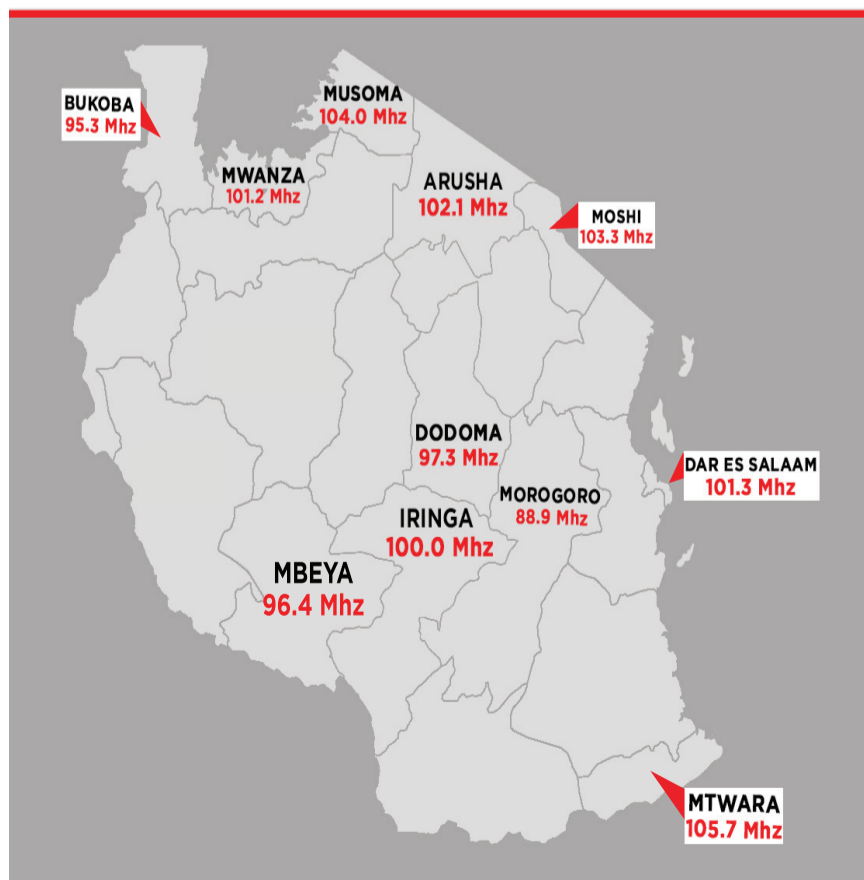 BUKOBA
95.3 Mhz
MUSOMA
104.0 Mhz
MWANZA
101.2 Mhz
ARUSHA
102.1 Mhz
MOSHI
103.3 Mhz
DODOMA
97.3 Mhz
DAR ES SALAAM
101.3 Mhz
MOROGORO
88.9 Mhz
IRINGA
100.0 Mhz
MBEYA
96.4 Mhz
MTWARA
105.7 Mhz